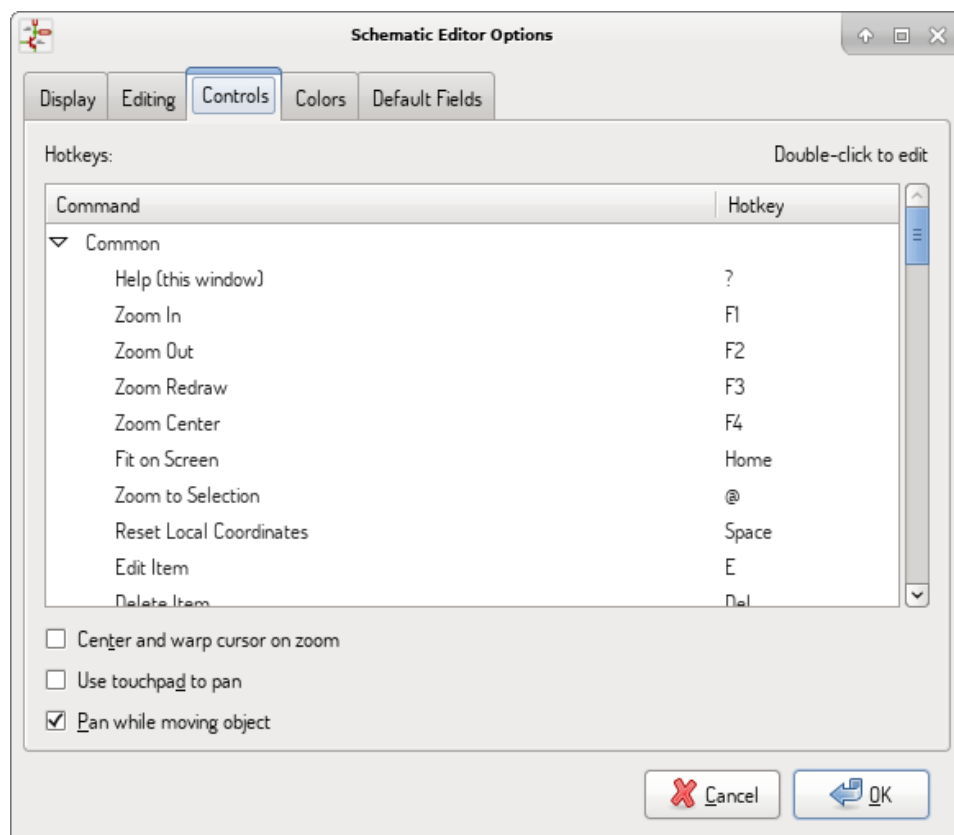 Schematic Editor Options
Display Editing Controls Colors Default Fields
Hotkeys: Double-click to edit
Command Hotkey
Common
Help (this window) ?
Zoom In F1
Zoom Out F2
Zoom Redraw F3
Zoom Center F4
Fit on Screen Home
Zoom to Selection @
Reset Local Coordinates Space
Edit Item E
Delete Item Del
Center and warp cursor on zoom
Use touchpad to pan
Pan while moving object
Cancel OK